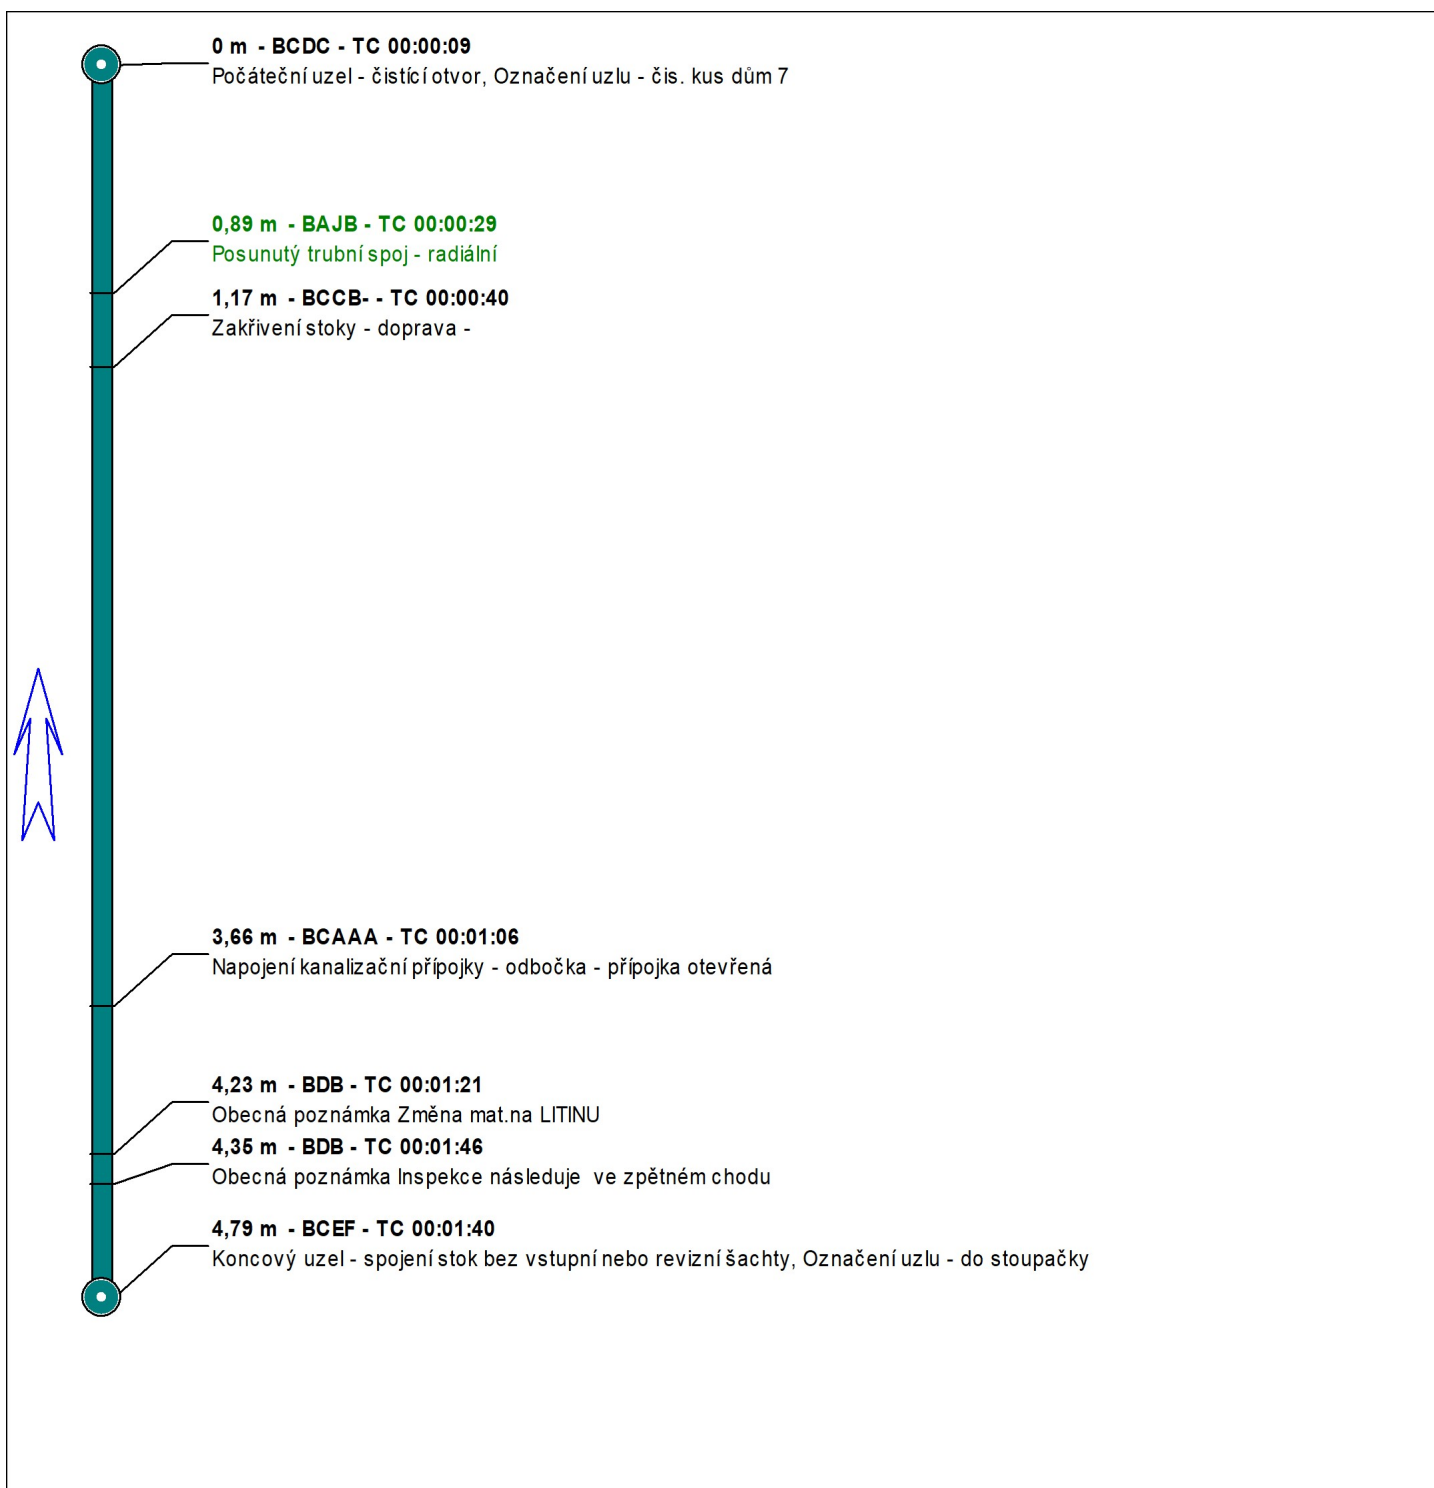 0 m - BCDC - TC 00:00:09
Počáteční uzel - čistící otvor, Označení uzlu - čis. kus dům 7
0,89 m - BAJB - TC 00:00:29
Posunutý trubní spoj - radiální
1,17 m - BCCB- - TC 00:00:40
Zakřivení stoky - doprava -
3,66 m - BCAAA - TC 00:01:06
Napojení kanalizační přípojky - odbočka - přípojka otevřená
4,23 m - BDB - TC 00:01:21
Obecná poznámka Změna mat.na LITINU
4,35 m - BDB - TC 00:01:46
Obecná poznámka Inspekce následuje ve zpětném chodu
4,79 m - BCEF - TC 00:01:40
Koncový uzel - spojení stok bez vstupní nebo revizní šachty, Označení uzlu - do stoupačky